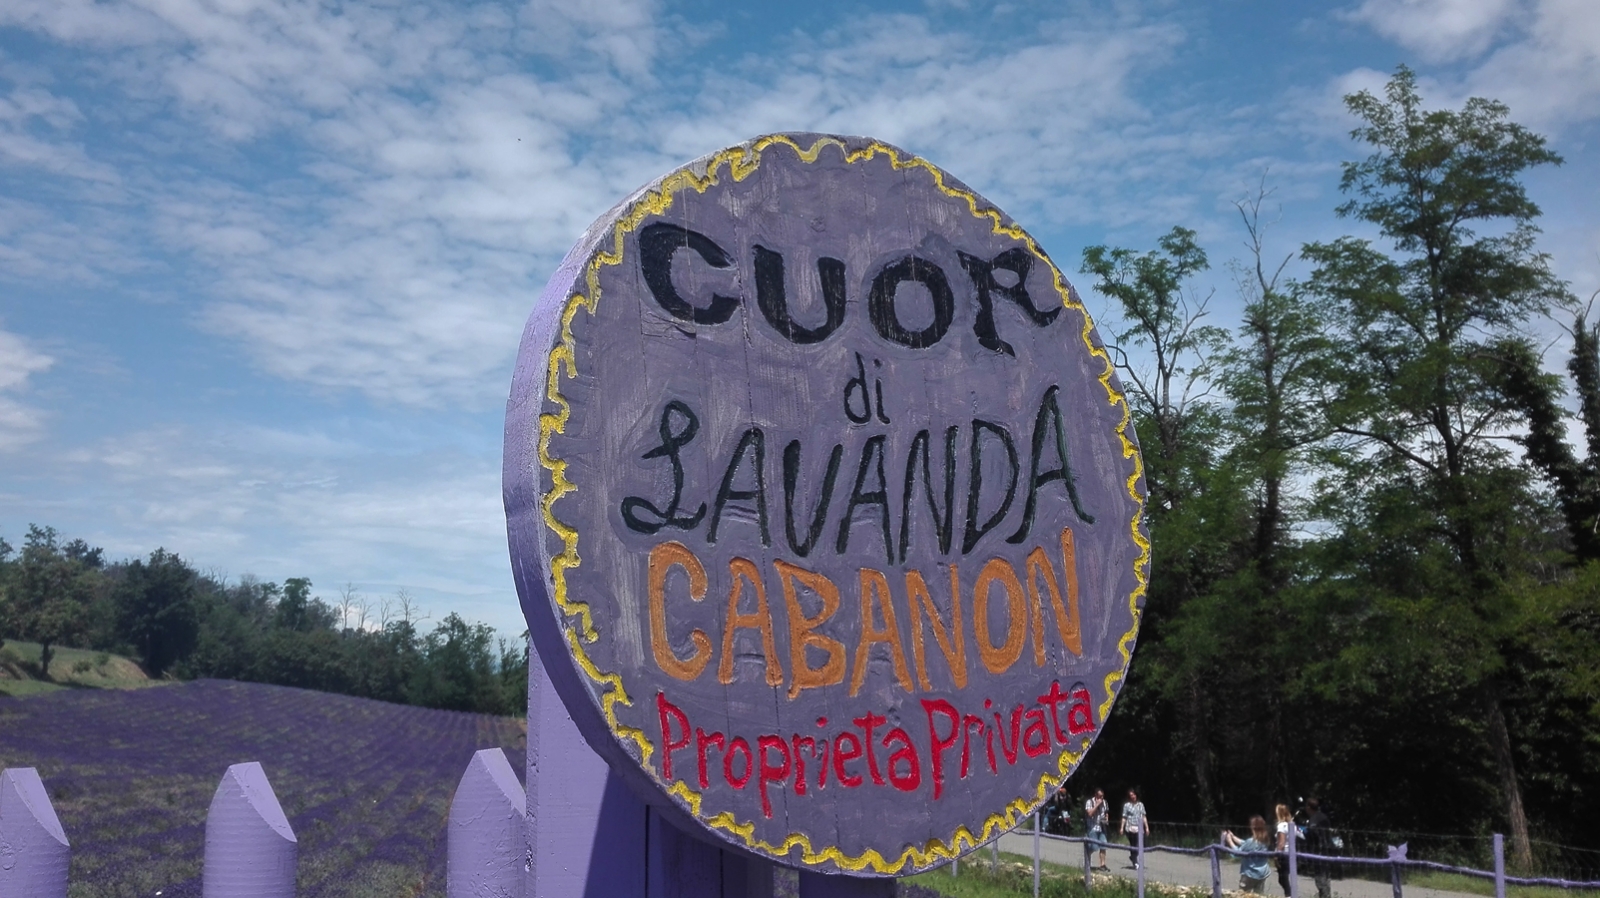 CUOR
di
LAVANDA
CABANON
Proprieta Privata